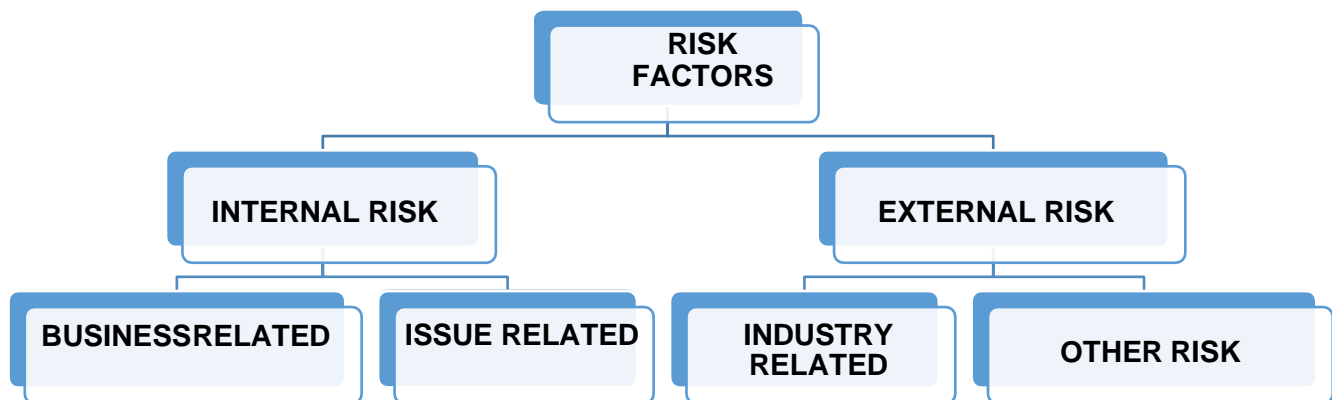 RISK
FACTORS
INTERNAL RISK
EXTERNAL RISK
BUSINESSRELATED
ISSUE RELATED
INDUSTRY
RELATED
OTHER RISK